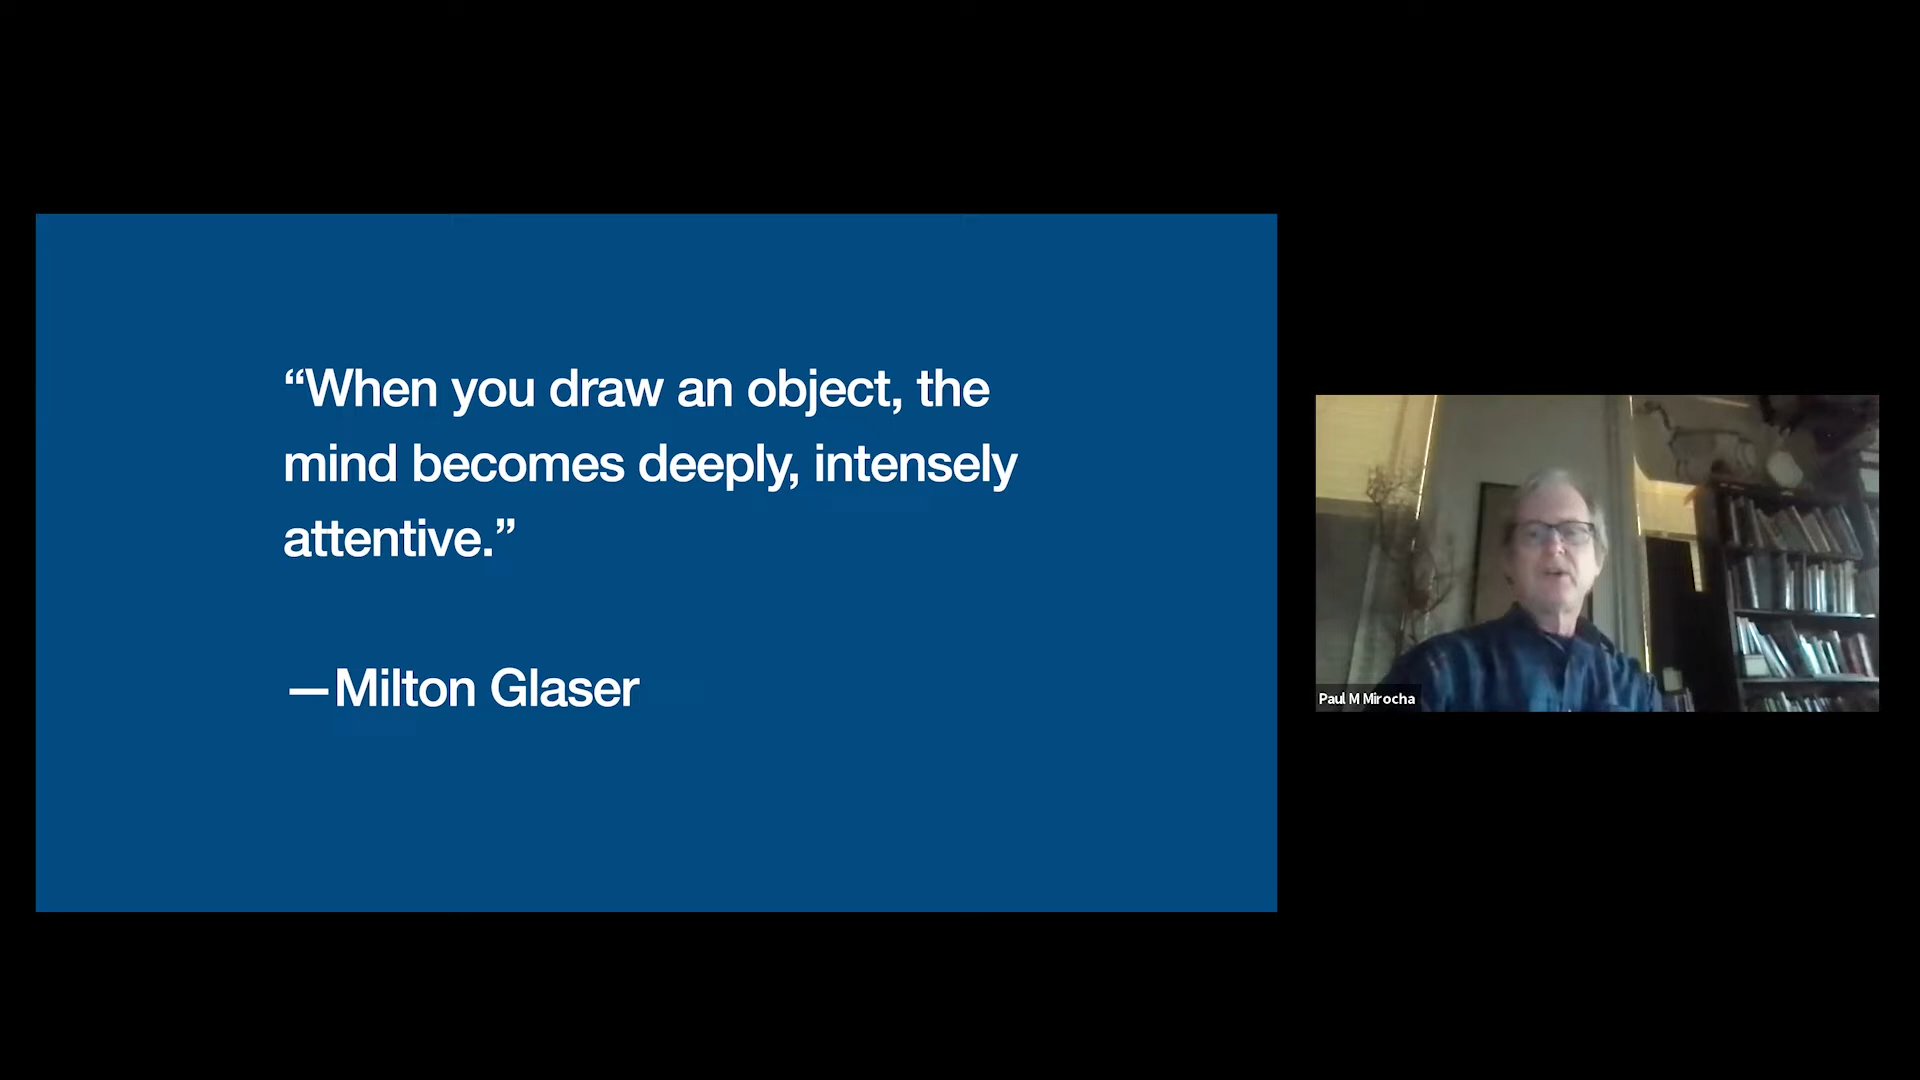 “When you draw an object, the
mind becomes deeply, intensely
attentive.”
—Milton Glaser
Paul M Mirocha